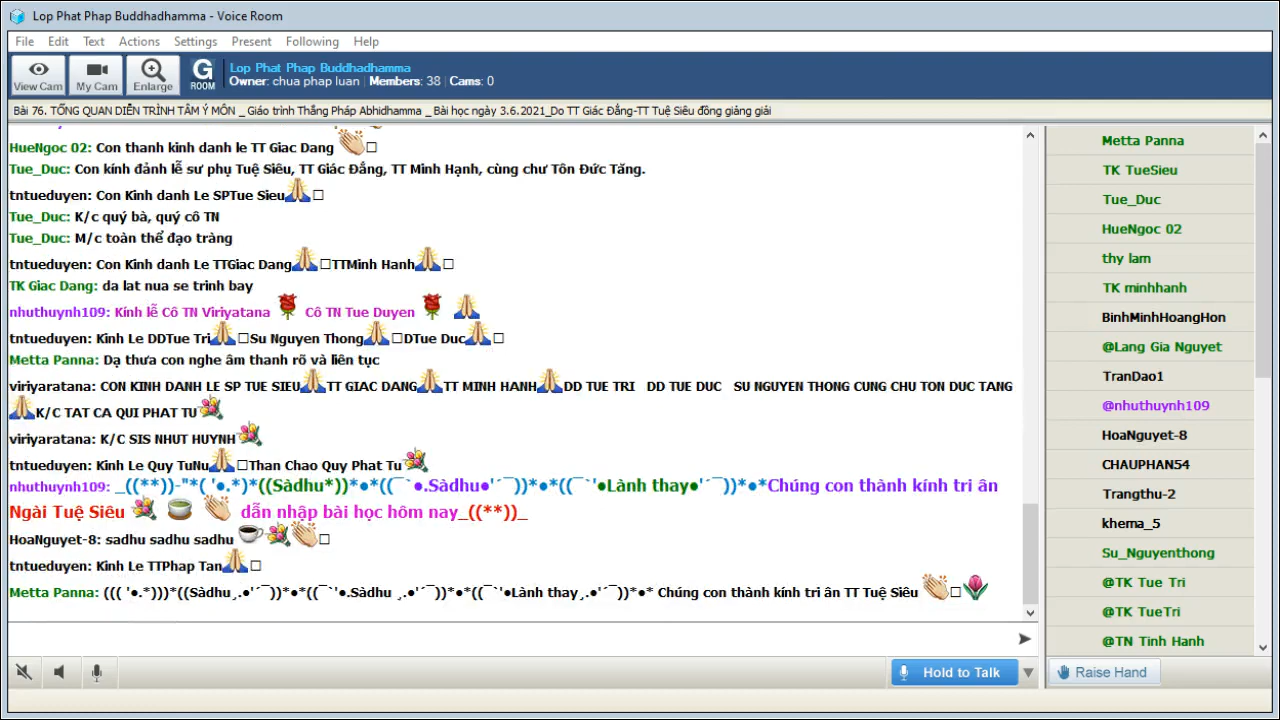 Lop Phat Phap Buddhadhamma - Voice Room
File Edit Text Actions Settings Present Following Help
View Cam My Cam Enlarge G ROOM
Lop Phat Phap Buddhadhamma
Owner: chua phap luan Members: 38 Cams: 0
Bài 76. TỔNG QUAN DIỄN TRÌNH TÂM Ý MÔN _ Giáo trình Thắng Pháp Abhidhamma _ Bài học ngày 3.6.2021_Do TT Giác Đẳng-TT Tuệ Siêu đồng giảng giải
HueNgoc 02: Con thanh kinh danh le TT Giac Dang
Tue_Duc: Con kính đảnh lễ sư phụ Tuệ Siêu, TT Giác Đẳng, TT Minh Hạnh, cùng chư Tôn Đức Tăng.
tntueduyen: Con Kinh danh Le SPTue Sieu
Tue_Duc: K/c quý bà, quý cô TN
Tue_Duc: M/c toàn thể đạo tràng
tntueduyen: Con Kinh danh Le TTGiac Dang TTMinh Hanh
TK Giac Dang: da lat nua se trinh bay
nhuthuynh109: Kính lễ Cô TN Viriyatana Cô TN Tue Duyen
tntueduyen: Kinh Le DDTue Tri Su Nguyen Thong DTue Duc
Metta Panna: Dạ thưa con nghe âm thanh rõ và liên tục
viriyaratana: CON KINH DANH LE SP TUE SIEU TT GIAC DANG TT MINH HANH DD TUE TRI DD TUE DUC SU NGUYEN THONG CUNG CHU TON DUC TANG
K/C TAT CA QUI PHAT TU
viriyaratana: K/C SIS NHUT HUYNH
tntueduyen: Kinh Le Quy TuNu Than Chao Quy Phat Tu
nhuthuynh109: _((**))-"*( '●.*)*((Sàdhu*))*●*((¯`●.Sàdhu●'´¯))*●*((¯`'●Lành thay●'´¯))*●*Chúng con thành kính tri ân
Ngài Tuệ Siêu dẫn nhập bài học hôm nay_((**))_
HoaNguyet-8: sadhu sadhu sadhu
tntueduyen: Kinh Le TTPhap Tan
Metta Panna: ((( '●.*)))*((Sàdhu¸.●'´¯))*●*((¯`'●.Sàdhu ¸.●'´¯))*●*((¯`'●Lành thay¸.●'´¯))*●* Chúng con thành kính tri ân TT Tuệ Siêu
Hold to Talk
Metta Panna
TK TueSieu
Tue_Duc
HueNgoc 02
thy lam
TK minhhanh
BinhMinhHoangHon
@Lang Gia Nguyet
TranDao1
@nhuthuynh109
HoaNguyet-8
CHAUPHAN54
Trangthu-2
khema_5
Su_Nguyenthong
@TK Tue Tri
@TK TueTri
@TN Tinh Hanh
Raise Hand